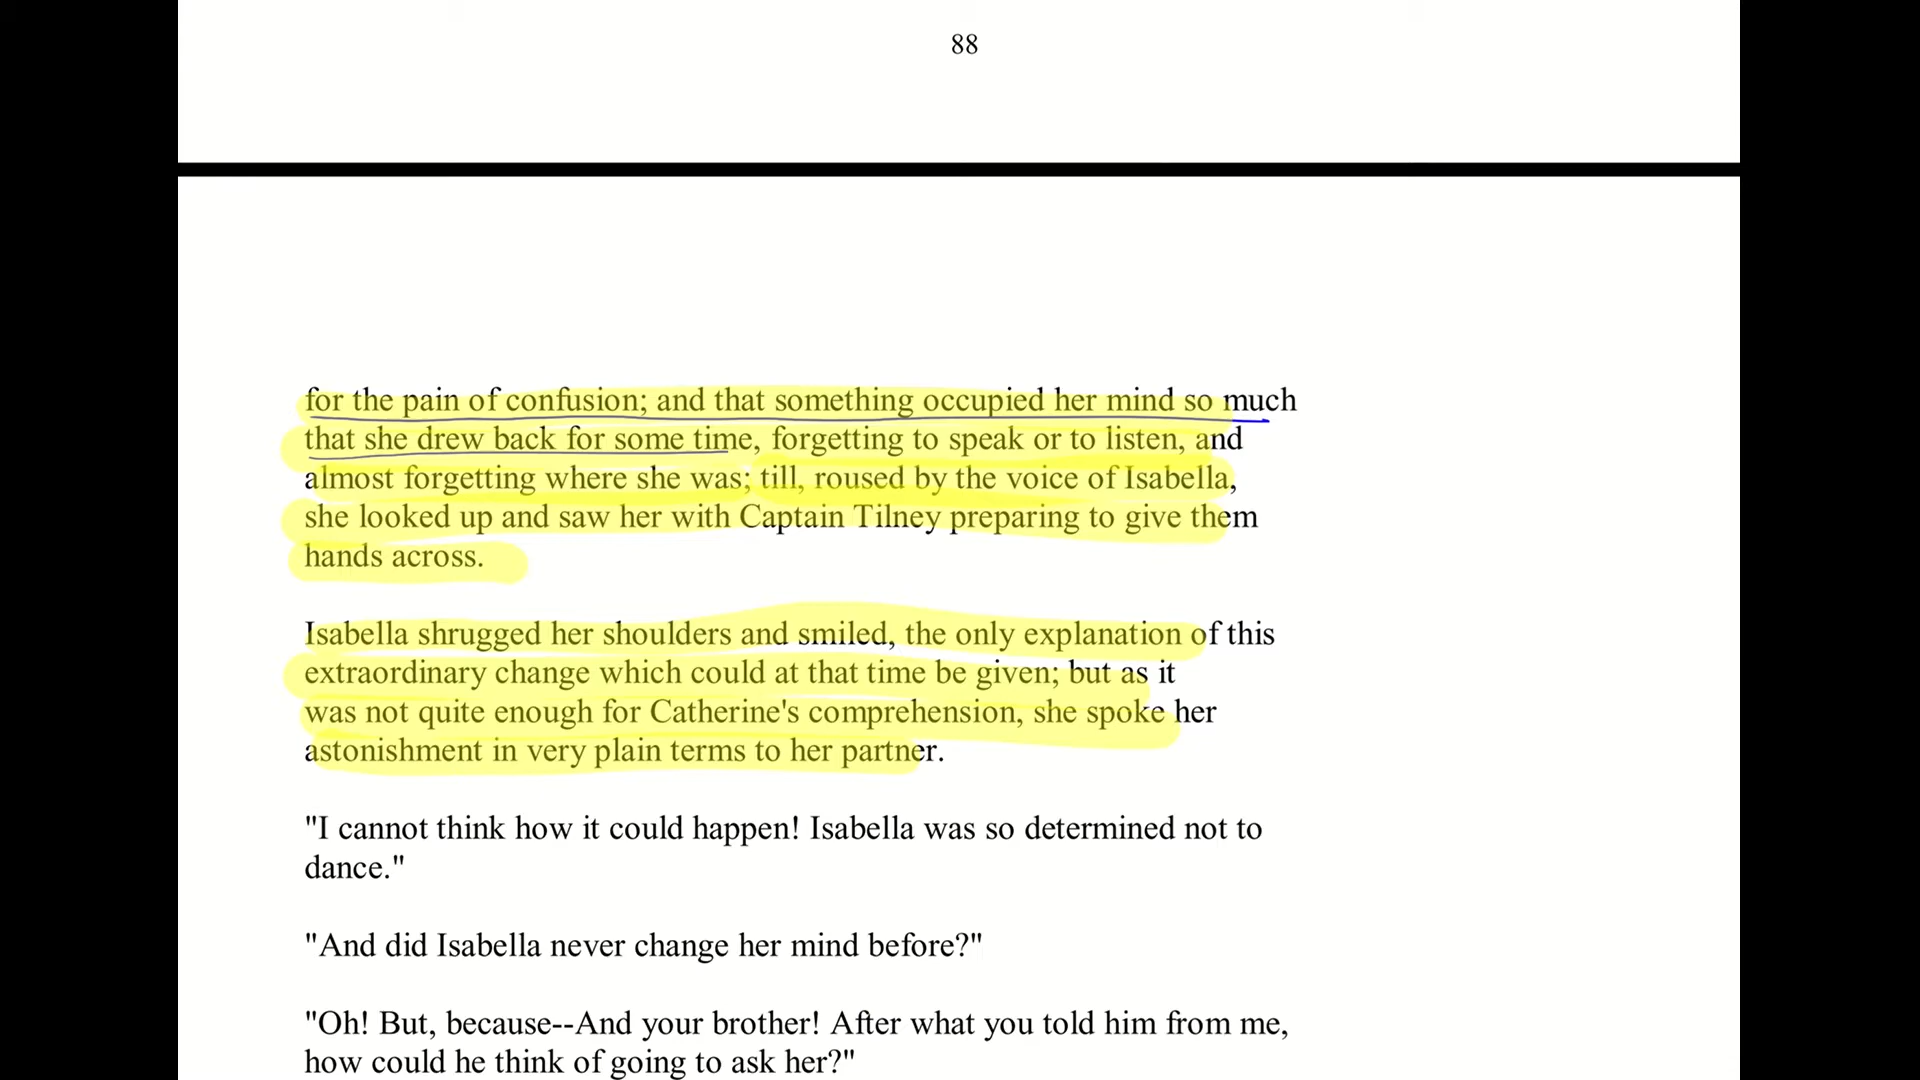 88
for the pain of confusion; and that something occupied her mind so much
that she drew back for some time, forgetting to speak or to listen, and
almost forgetting where she was; till, roused by the voice of Isabella,
she looked up and saw her with Captain Tilney preparing to give them
hands across.
Isabella shrugged her shoulders and smiled, the only explanation of this
extraordinary change which could at that time be given; but as it
was not quite enough for Catherine's comprehension, she spoke her
astonishment in very plain terms to her partner.
"I cannot think how it could happen! Isabella was so determined not to
dance."
"And did Isabella never change her mind before?"
"Oh! But, because--And your brother! After what you told him from me,
how could he think of going to ask her?"